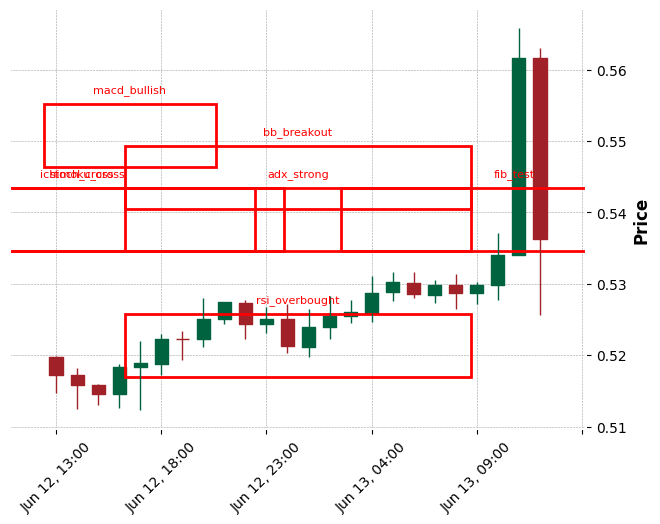 macd_bullish
bb_breakout
adx_strong
fib_test
rsi_overbought
0.56
0.55
0.54
0.53
0.52
0.51
Price
Jun 12, 13:00
Jun 12, 18:00
Jun 12, 23:00
Jun 13, 04:00
Jun 13, 09:00